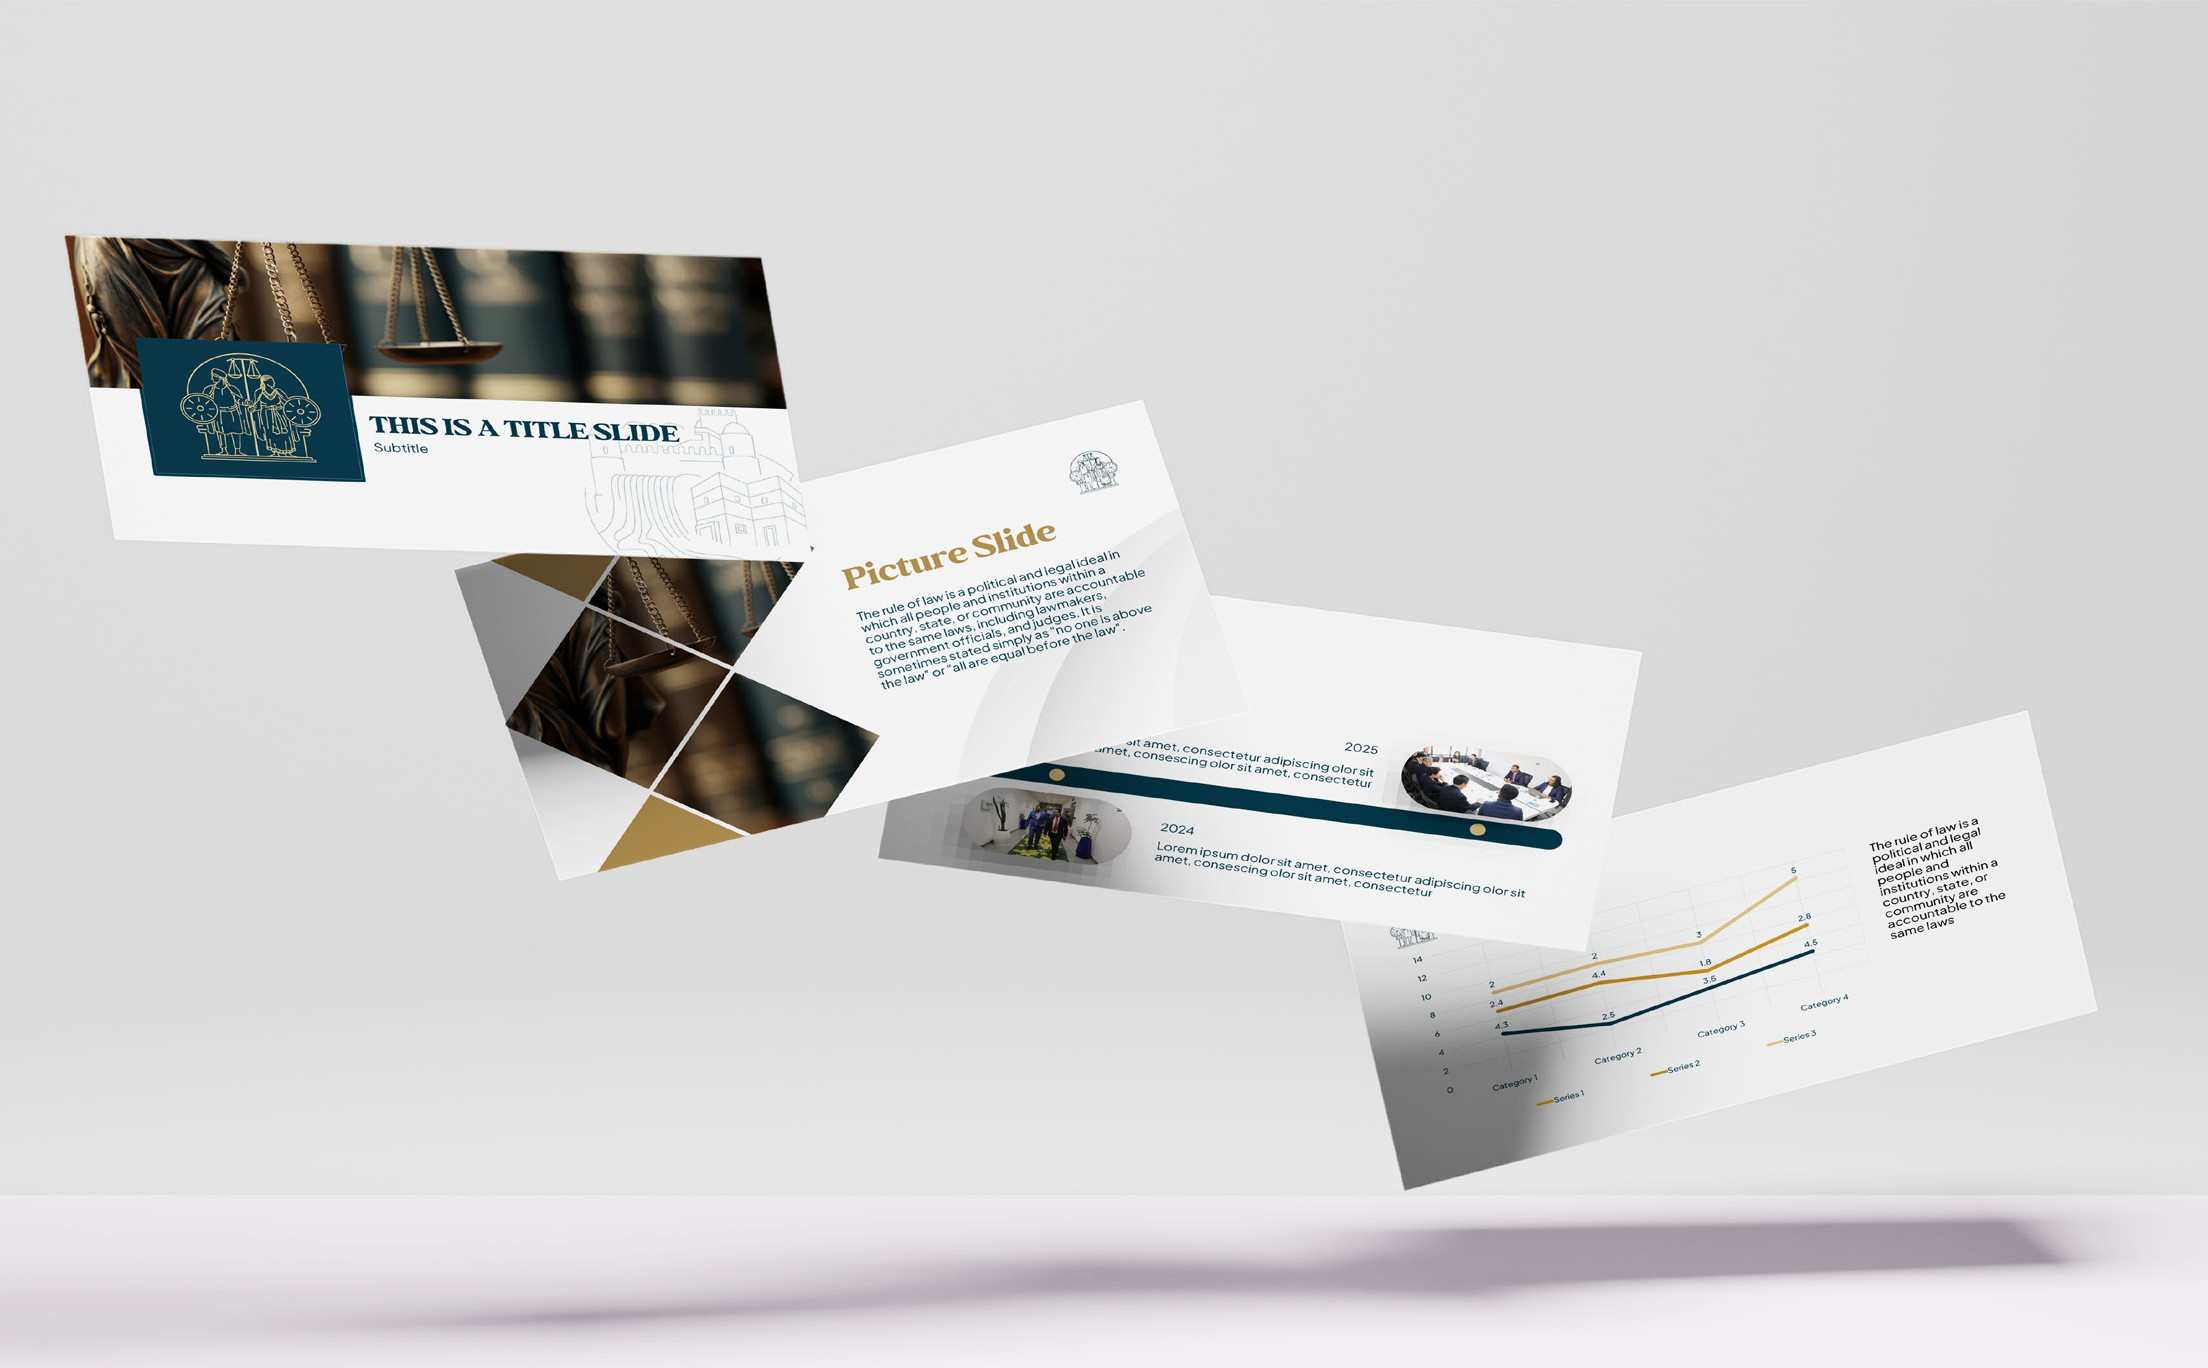 THIS IS A TITLE SLIDE
Subtitle
Picture Slide
The rule of law is a political and legal ideal in
which all people and institutions within a
country, state, or community are accountable
to the same laws, including lawmakers,
government officials, and judges. It is
sometimes stated simply as "no one is above
the law" or "all are equal before the law".
2025
sit amet, consectetur adipiscing olor sit
amet, consescing olor sit amet, consectetur
2024
Lorem ipsum dolor sit amet, consectetur adipiscing olor sit
amet, consescing olor sit amet, consectetur
The rule of law is a
political and legal
ideal in which all
people and
institutions within a
country, state, or
community are
accountable to the
same laws
14
12
10
8
6
4
2
0
2
2
3
5
2.4
4.4
1.8
2.8
4.3
2.5
3.5
4.5
Category 1
Category 2
Category 3
Category 4
Series 1
Series 2
Series 3